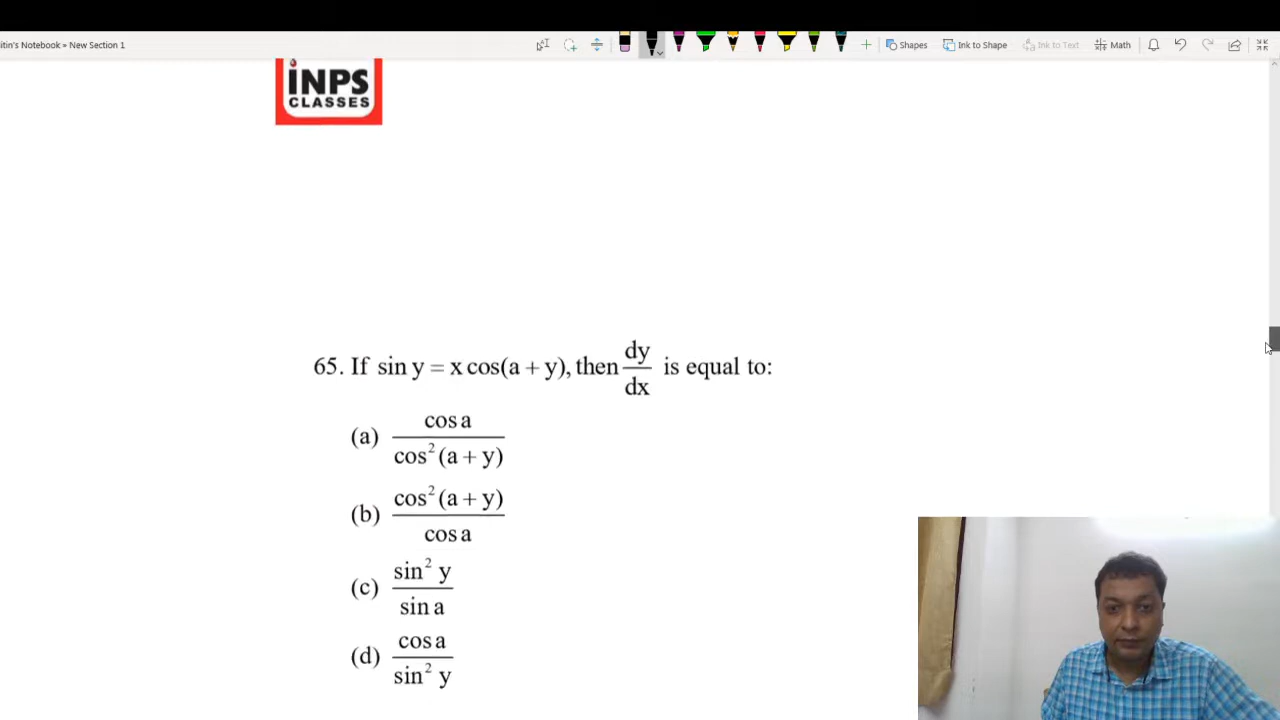 itin's Notebook » New Section 1
Shapes
Ink to Shape
Ink to Text
Math
iNPS
CLASSES
65. If sin y = x cos(a + y), then dy/dx is equal to:
(a) cos a / cos² (a + y)
(b) cos² (a + y) / cos a
(c) sin² y / sin a
(d) cos a / sin² y